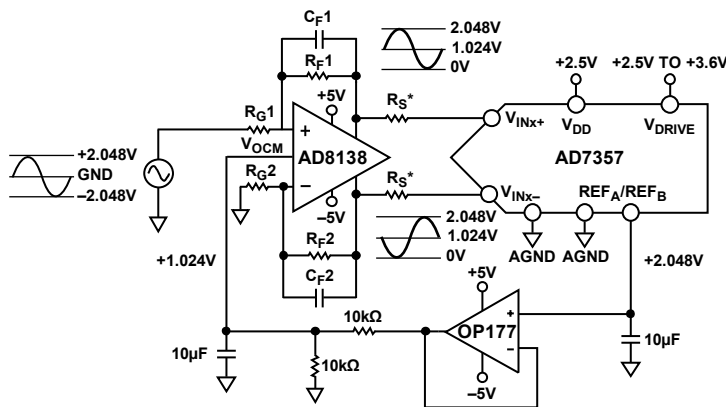 CF1
2.048V
1.024V
0V
RF1
+2.5V
+2.5V TO +3.6V
+5V
RG1
RS*
VINx+
VDD
VDRIVE
VOCM
+
AD8138
AD7357
+2.048V
GND
–2.048V
RG2
–
RS*
VINx–
REFA/REFB
–5V
2.048V
1.024V
0V
RF2
AGND
AGND
+1.024V
CF2
+2.048V
+5V
10kΩ
+
OP177
–
10µF
10kΩ
10µF
–5V